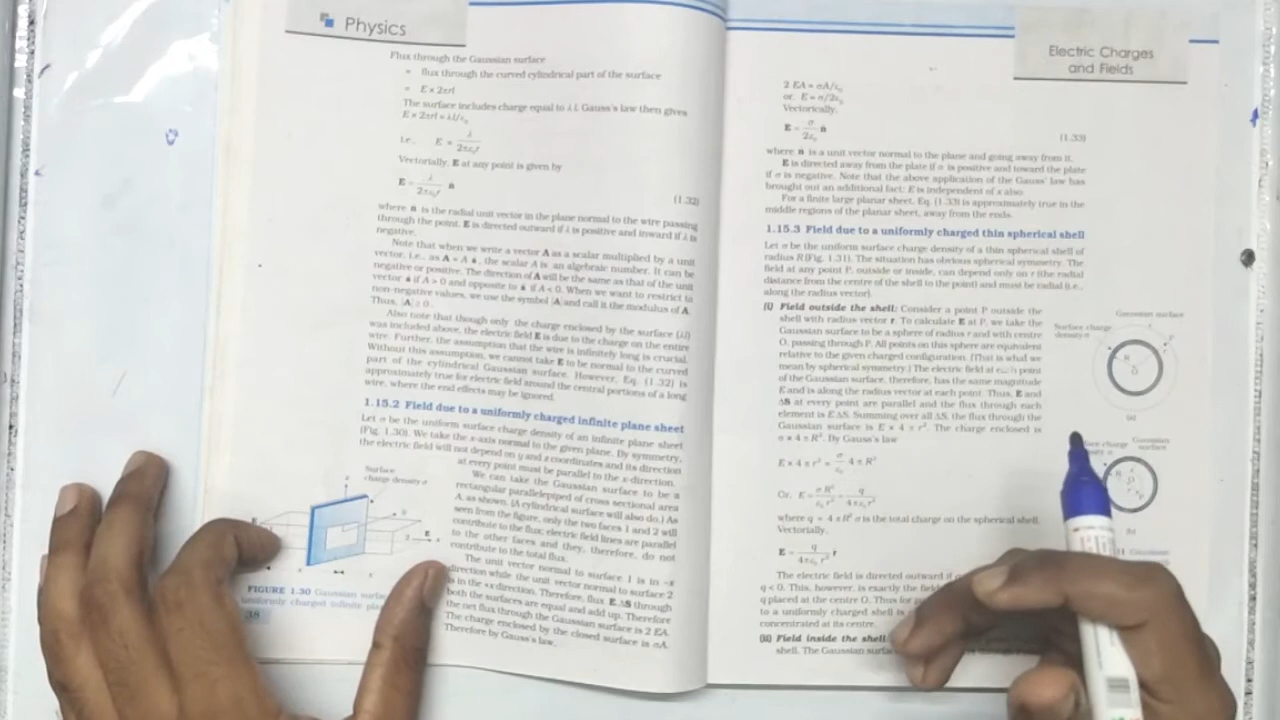 Physics
Flux through the Gaussian surface
= flux through the curved cylindrical part of the surface
= E × 2πrl
The surface includes charge equal to λ l. Gauss's law then gives
E × 2πrl = λl/ε₀
i.e., E = λ/2πε₀r
Vectorially, E at any point is given by
E = λ/2πε₀r n̂
(1.32)
where n̂ is the radial unit vector in the plane normal to the wire passing
through the point. E is directed outward if λ is positive and inward if λ is
negative.
Note that when we write a vector A as a scalar multiplied by a unit
vector, i.e., as A = A â, the scalar A is an algebraic number. It can be
negative or positive. The direction of A will be the same as that of the unit
vector â if A > 0 and opposite to â if A < 0. When we want to restrict to
non-negative values, we use the symbol |A| and call it the modulus of A.
Thus, |A| ≥ 0.
Also note that though only the charge enclosed by the surface (λl)
was included above, the electric field E is due to the charge on the entire
wire. Further, the assumption that the wire is infinitely long is crucial.
Without this assumption, we cannot take E to be normal to the curved
part of the cylindrical Gaussian surface. However, Eq. (1.32) is
approximately true for electric field around the central portions of a long
wire, where the end effects may be ignored.
1.15.2 Field due to a uniformly charged infinite plane sheet
Let σ be the uniform surface charge density of an infinite plane sheet
(Fig. 1.30). We take the x-axis normal to the given plane. By symmetry,
the electric field will not depend on y and z coordinates and its direction
at every point must be parallel to the x-direction.
We can take the Gaussian surface to be a
rectangular parallelepiped of cross sectional area
A, as shown. (A cylindrical surface will also do.) As
seen from the figure, only the two faces 1 and 2 will
contribute to the flux; electric field lines are parallel
to the other faces and they, therefore, do not
contribute to the total flux.
The unit vector normal to surface 1 is in –x
direction while the unit vector normal to surface 2
is in the +x direction. Therefore, flux E.ΔS through
both the surfaces are equal and add up. Therefore
the net flux through the Gaussian surface is 2 EA.
The charge enclosed by the closed surface is σA.
Therefore by Gauss's law,
Surface
charge density σ
FIGURE 1.30 Gaussian
uniformly charged infinite
38
Electric Charges
and Fields
2 EA = σA/ε₀
or, E = σ/2ε₀
Vectorically,
E = σ/2ε₀ n̂
(1.33)
where n̂ is a unit vector normal to the plane and going away from it.
E is directed away from the plate if σ is positive and toward the plate
if σ is negative. Note that the above application of the Gauss' law has
brought out an additional fact: E is independent of x also.
For a finite large planar sheet, Eq. (1.33) is approximately true in the
middle regions of the planar sheet, away from the ends.
1.15.3 Field due to a uniformly charged thin spherical shell
Let σ be the uniform surface charge density of a thin spherical shell of
radius R (Fig. 1.31). The situation has obvious spherical symmetry. The
field at any point P, outside or inside, can depend only on r (the radial
distance from the centre of the shell to the point) and must be radial (i.e.,
along the radius vector).
(i) Field outside the shell: Consider a point P outside the
shell with radius vector r. To calculate E at P, we take the
Gaussian surface to be a sphere of radius r and with centre
O, passing through P. All points on this sphere are equivalent
relative to the given charged configuration. (That is what we
mean by spherical symmetry.) The electric field at each point
of the Gaussian surface, therefore, has the same magnitude
E and is along the radius vector at each point. Thus, E and
ΔS at every point are parallel and the flux through each
element is E ΔS. Summing over all ΔS, the flux through the
Gaussian surface is E × 4 π r². The charge enclosed is
σ × 4 π R². By Gauss's law
E × 4 π r² = σ/ε₀ 4 π R²
Or, E = σ R²/ε₀ r² = q/4 π ε₀ r²
where q = 4 π R² σ is the total charge on the spherical shell.
Vectorially,
E = q/4πε₀ r² r̂
The electric field is directed outward if
q < 0. This, however, is exactly the field
q placed at the centre O. Thus for
to a uniformly charged shell is
concentrated at its centre.
(ii) Field inside the shell:
shell. The Gaussian
Gaussian surface
Surface charge
density σ
(a)
Gaussian
surface
(b)